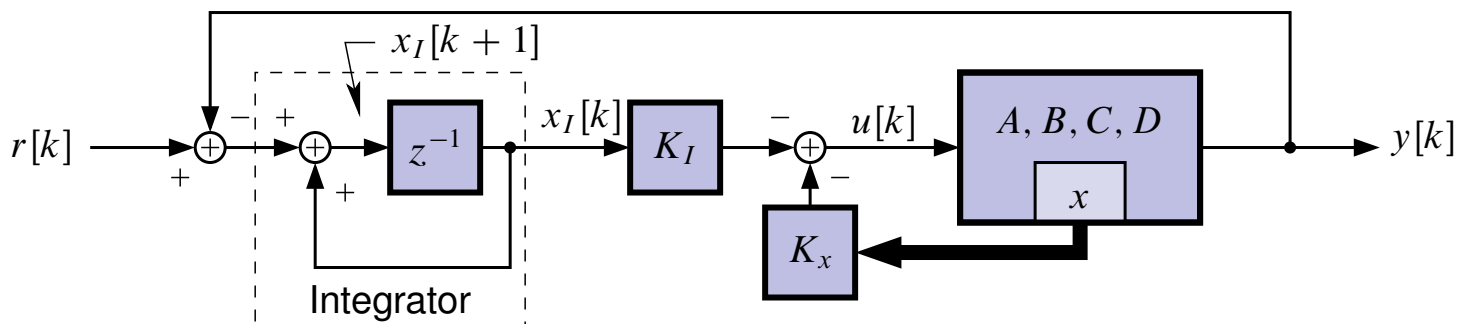 x_I[k + 1]
− + x_I[k] − u[k] A, B, C, D
r[k] + + z⁻¹ K_I + y[k]
+ + − x
K_x
Integrator